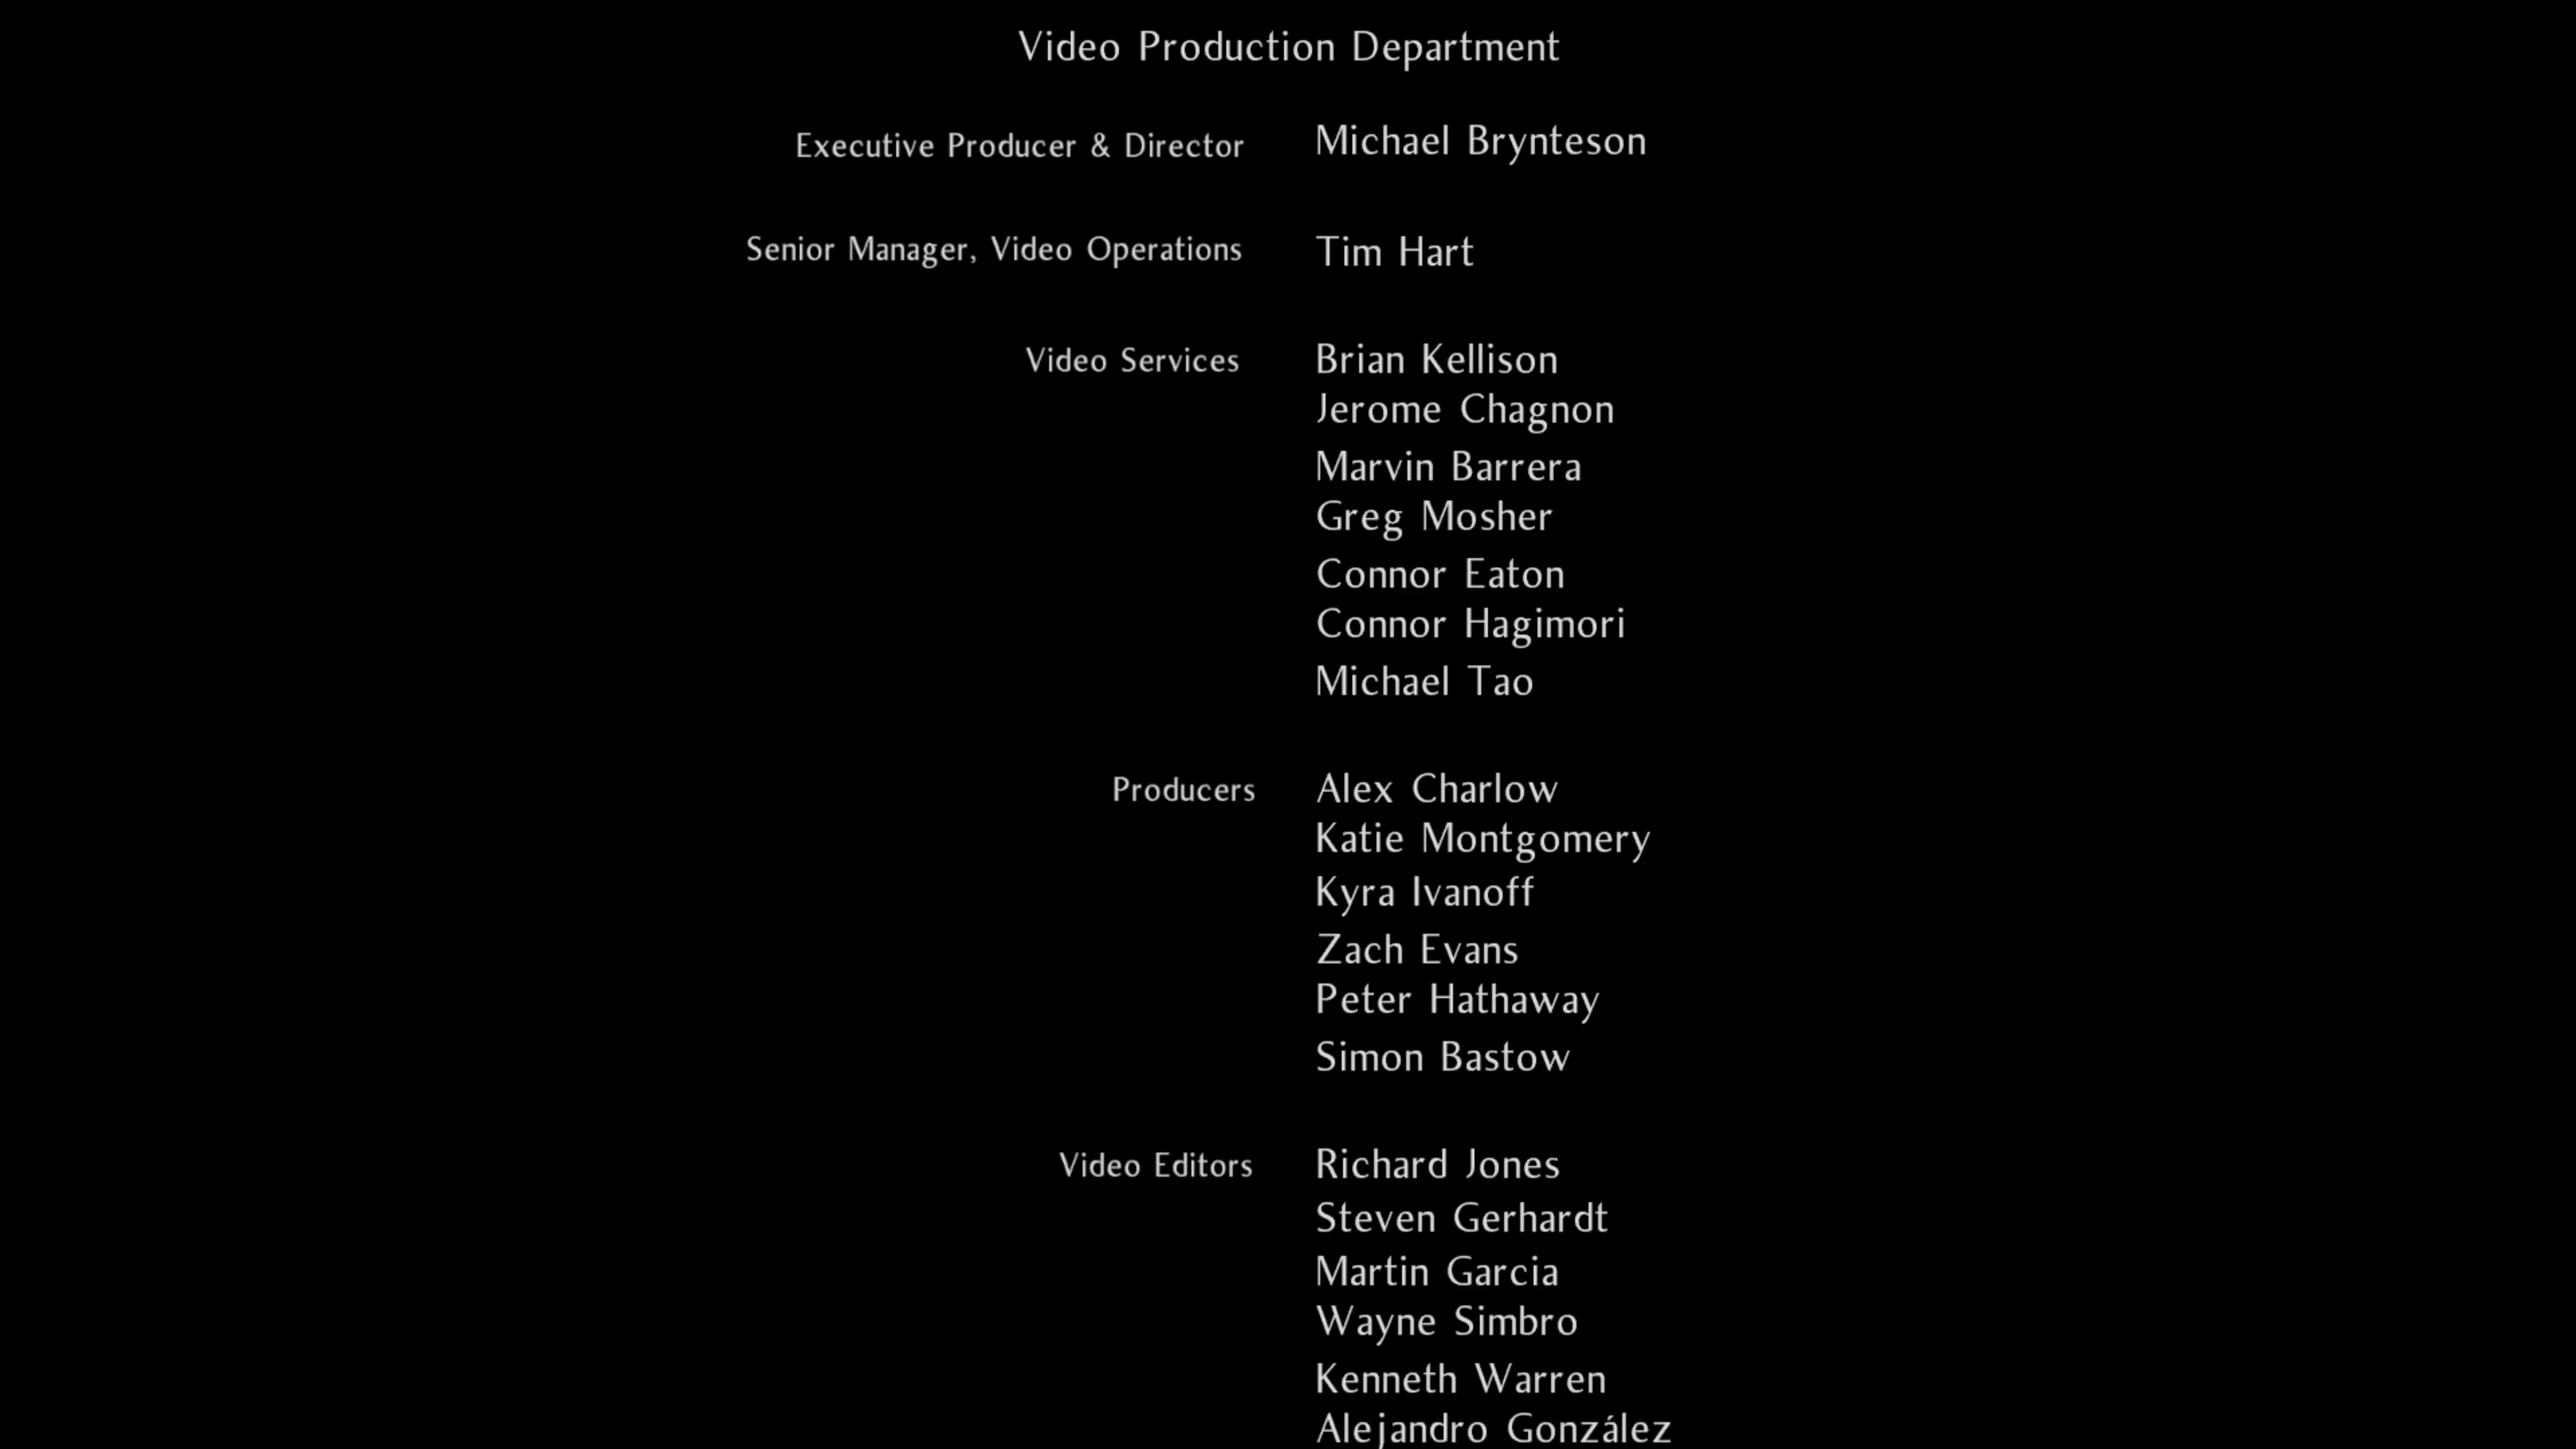 Video Production Department
Executive Producer & Director Michael Brynteson
Senior Manager, Video Operations Tim Hart
Video Services Brian Kellison
Jerome Chagnon
Marvin Barrera
Greg Mosher
Connor Eaton
Connor Hagimori
Michael Tao
Producers Alex Charlow
Katie Montgomery
Kyra Ivanoff
Zach Evans
Peter Hathaway
Simon Bastow
Video Editors Richard Jones
Steven Gerhardt
Martin Garcia
Wayne Simbro
Kenneth Warren
Alejandro González